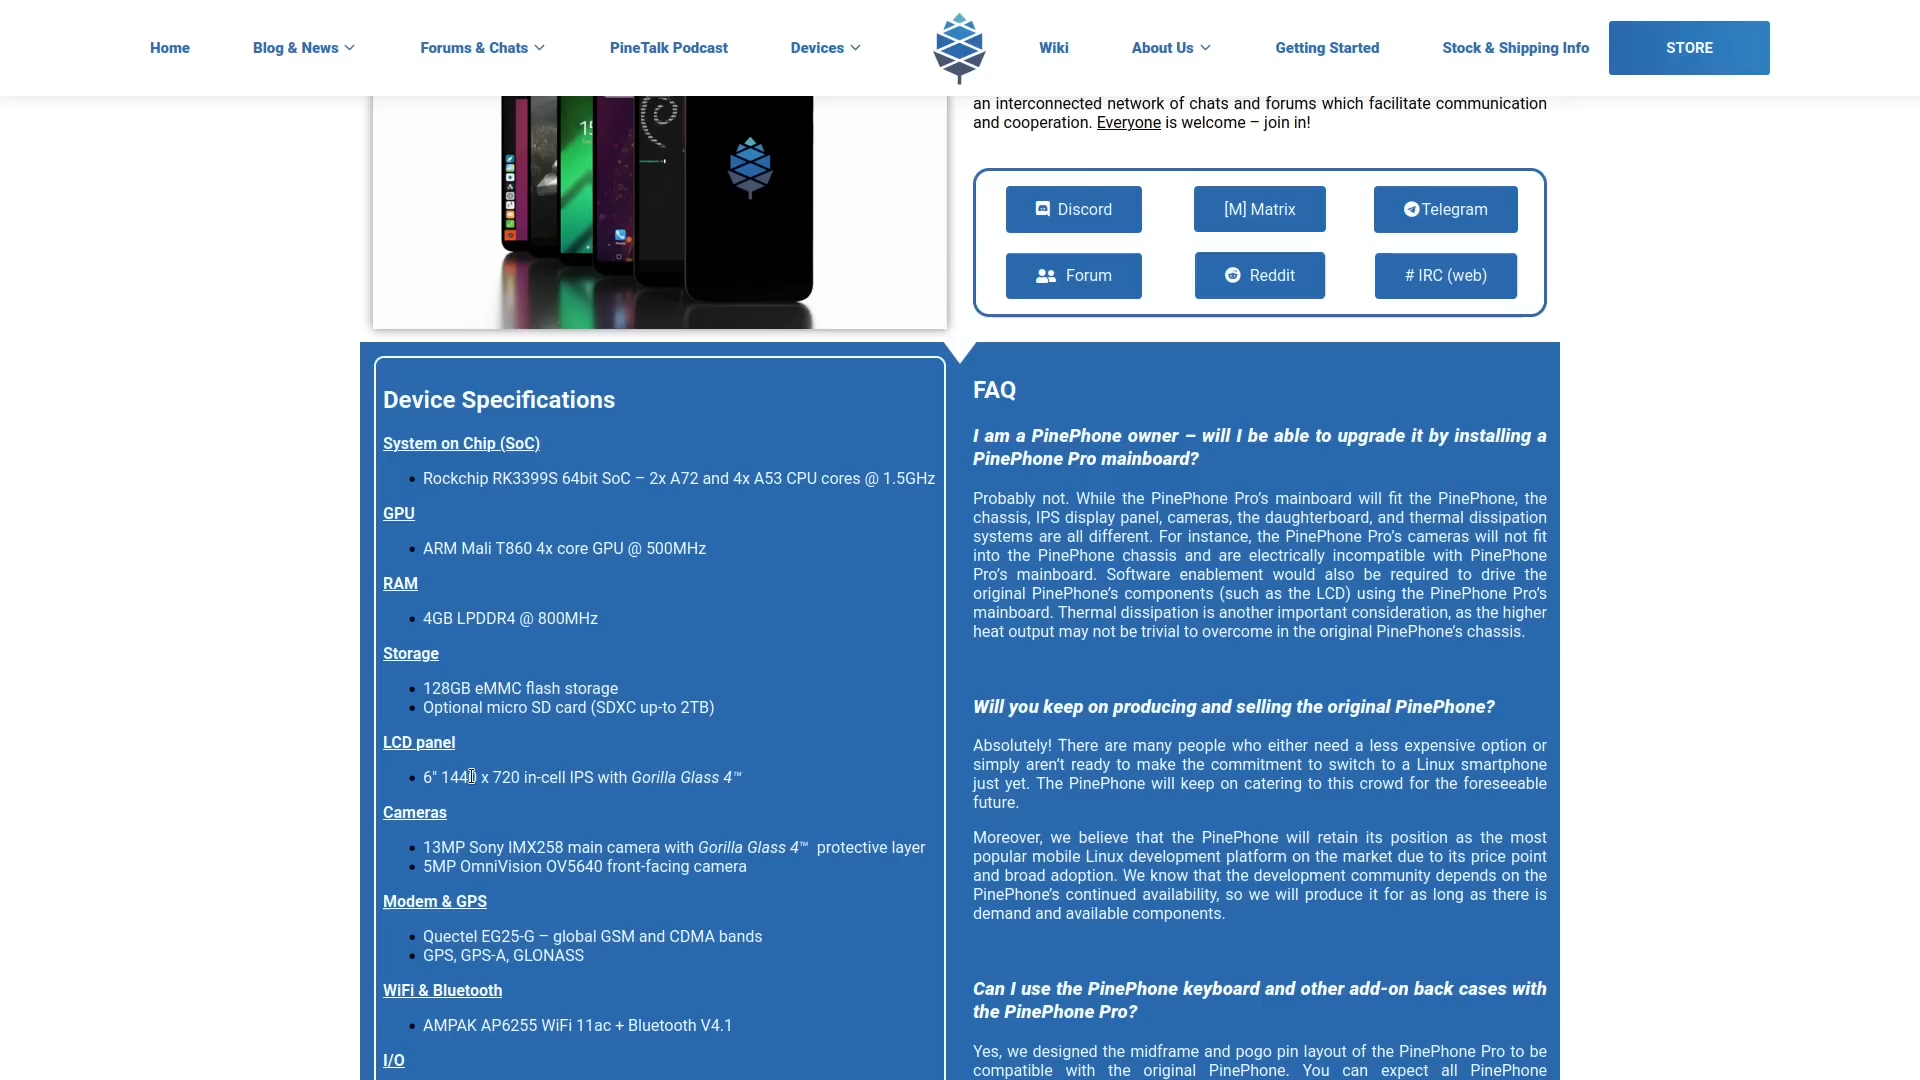 Home
Blog & News
Forums & Chats
PineTalk Podcast
Devices
Wiki
About Us
Getting Started
Stock & Shipping Info
STORE
an interconnected network of chats and forums which facilitate communication
and cooperation. Everyone is welcome – join in!
Discord
[M] Matrix
Telegram
Forum
Reddit
# IRC (web)
Device Specifications
System on Chip (SoC)
• Rockchip RK3399S 64bit SoC – 2x A72 and 4x A53 CPU cores @ 1.5GHz
GPU
• ARM Mali T860 4x core GPU @ 500MHz
RAM
• 4GB LPDDR4 @ 800MHz
Storage
• 128GB eMMC flash storage
• Optional micro SD card (SDXC up-to 2TB)
LCD panel
• 6" 1440 x 720 in-cell IPS with Gorilla Glass 4™
Cameras
• 13MP Sony IMX258 main camera with Gorilla Glass 4™ protective layer
• 5MP OmniVision OV5640 front-facing camera
Modem & GPS
• Quectel EG25-G – global GSM and CDMA bands
• GPS, GPS-A, GLONASS
WiFi & Bluetooth
• AMPAK AP6255 WiFi 11ac + Bluetooth V4.1
I/O
FAQ
I am a PinePhone owner – will I be able to upgrade it by installing a
PinePhone Pro mainboard?
Probably not. While the PinePhone Pro's mainboard will fit the PinePhone, the
chassis, IPS display panel, cameras, the daughterboard, and thermal dissipation
systems are all different. For instance, the PinePhone Pro's cameras will not fit
into the PinePhone chassis and are electrically incompatible with PinePhone
Pro's mainboard. Software enablement would also be required to drive the
original PinePhone's components (such as the LCD) using the PinePhone Pro's
mainboard. Thermal dissipation is another important consideration, as the higher
heat output may not be trivial to overcome in the original PinePhone's chassis.
Will you keep on producing and selling the original PinePhone?
Absolutely! There are many people who either need a less expensive option or
simply aren't ready to make the commitment to switch to a Linux smartphone
just yet. The PinePhone will keep on catering to this crowd for the foreseeable
future.
Moreover, we believe that the PinePhone will retain its position as the most
popular mobile Linux development platform on the market due to its price point
and broad adoption. We know that the development community depends on the
PinePhone's continued availability, so we will produce it for as long as there is
demand and available components.
Can I use the PinePhone keyboard and other add-on back cases with
the PinePhone Pro?
Yes, we designed the midframe and pogo pin layout of the PinePhone Pro to be
compatible with the original PinePhone. You can expect all PinePhone